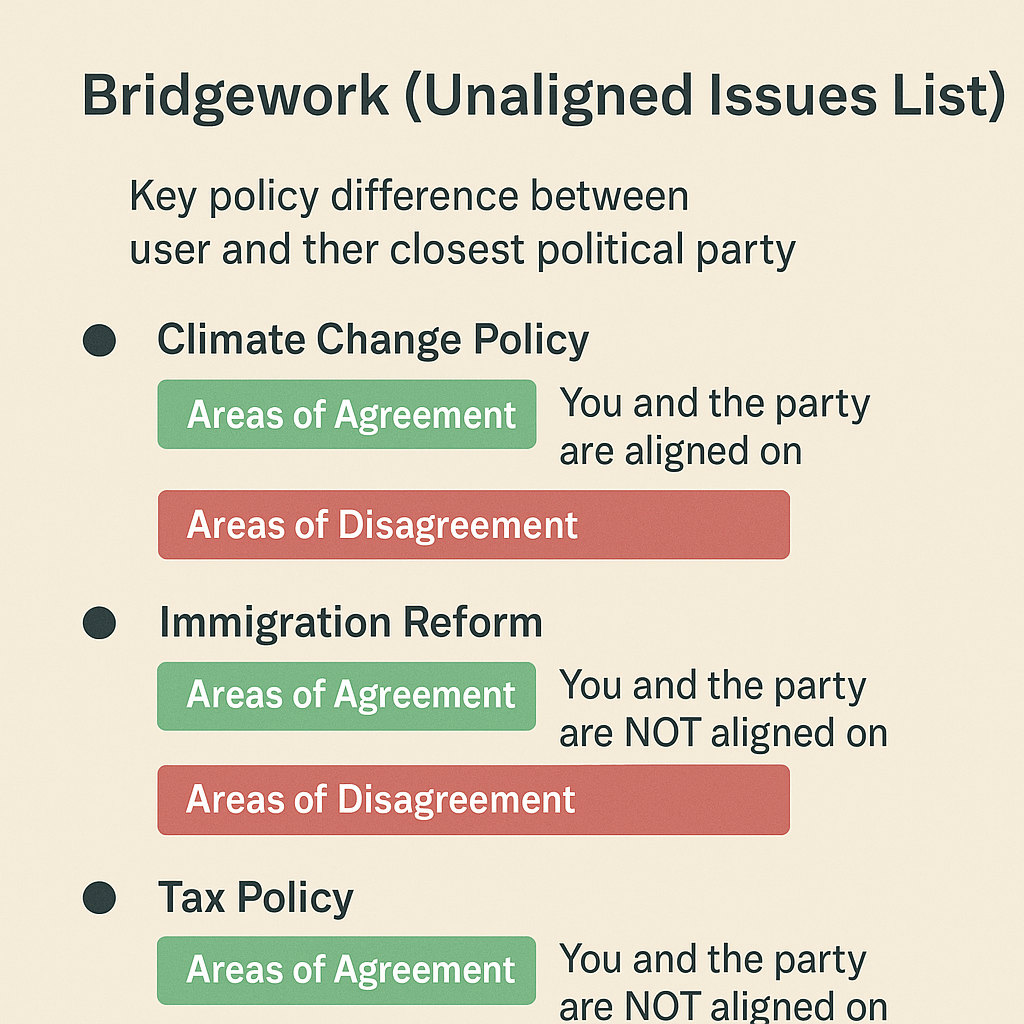 Bridgework (Unaligned Issues List)
Key policy difference between
user and ther closest political party
Climate Change Policy
Areas of Agreement
You and the party
are aligned on
Areas of Disagreement
Immigration Reform
Areas of Agreement
You and the party
are NOT aligned on
Areas of Disagreement
Tax Policy
Areas of Agreement
You and the party
are NOT aligned on